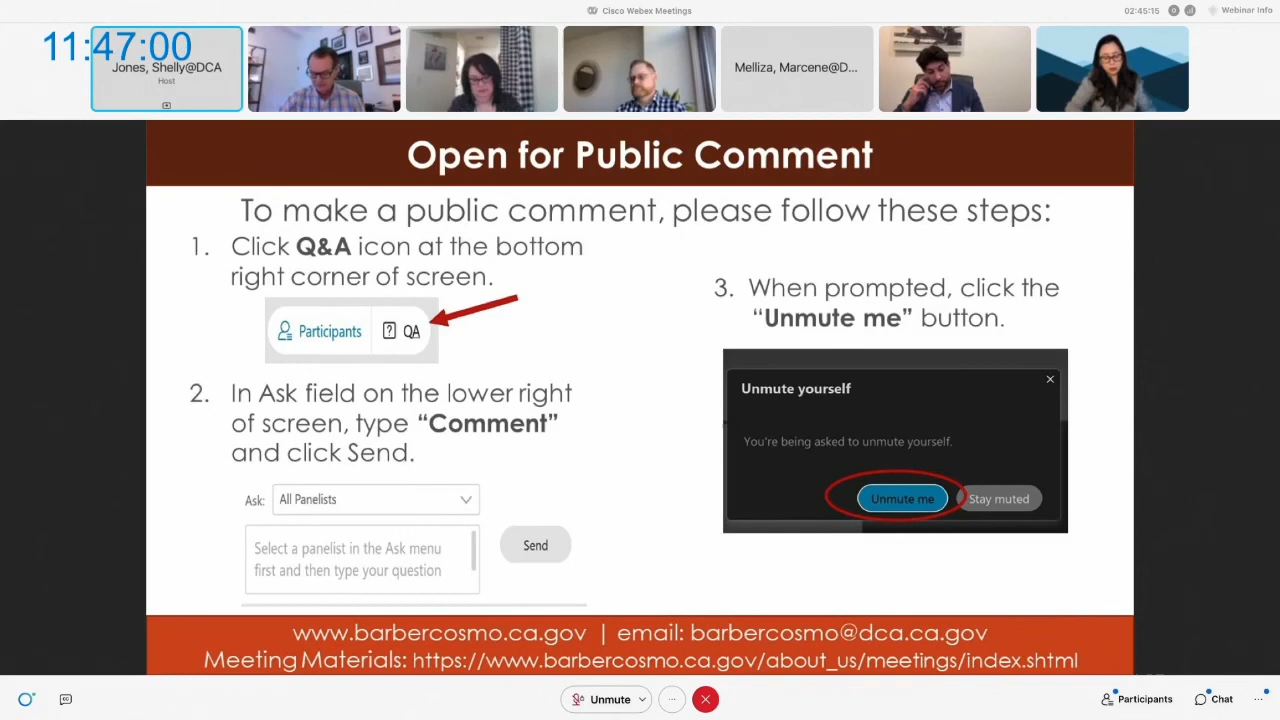 Cisco Webex Meetings
02:45:15
Webinar Info
11:47:00
Jones, Shelly@DCA
Host
Melliza, Marcene@D...
Open for Public Comment
To make a public comment, please follow these steps:
1. Click Q&A icon at the bottom
right corner of screen.
Participants
QA
2. In Ask field on the lower right
of screen, type “Comment”
and click Send.
Ask:
All Panelists
Select a panelist in the Ask menu
first and then type your question
Send
3. When prompted, click the
“Unmute me” button.
Unmute yourself
You're being asked to unmute yourself.
Unmute me
Stay muted
www.barbercosmo.ca.gov | email: barbercosmo@dca.ca.gov
Meeting Materials: https://www.barbercosmo.ca.gov/about_us/meetings/index.shtml
Unmute
Participants
Chat